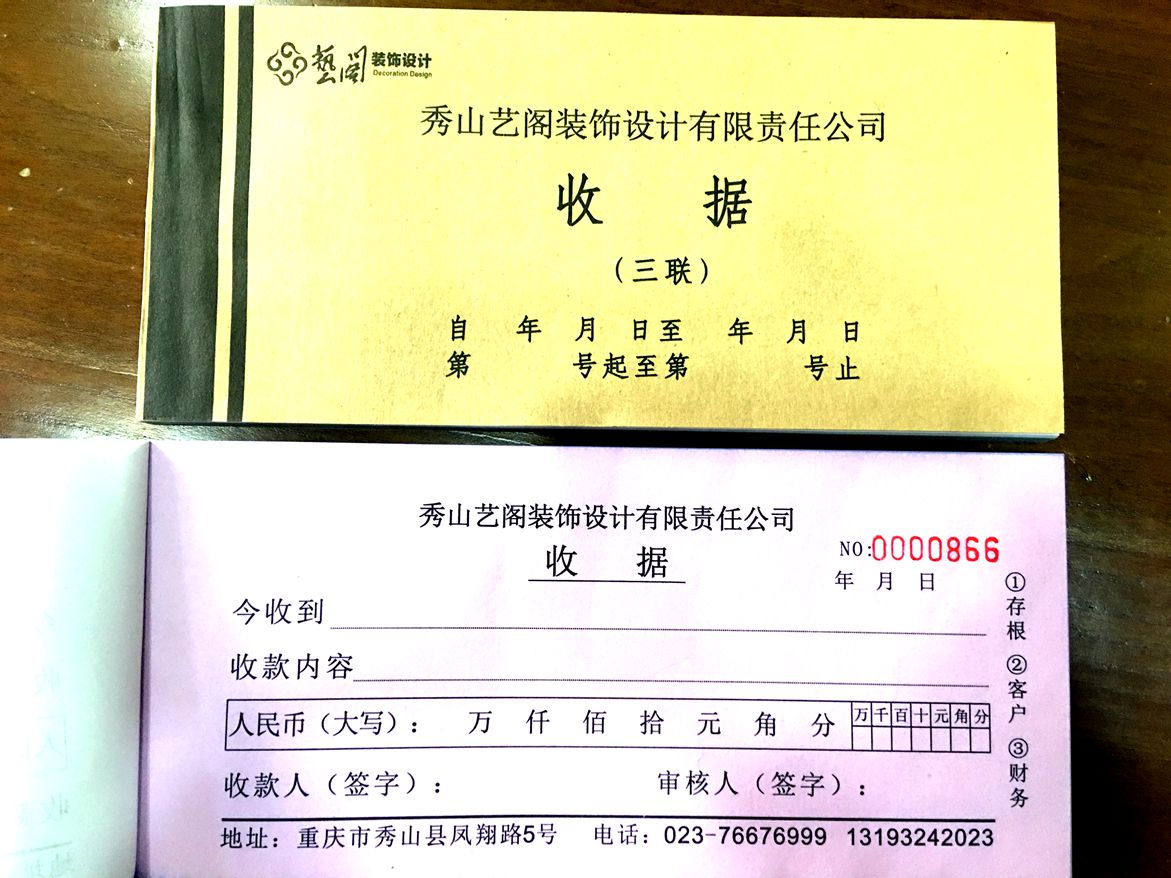 藝阁 装饰设计
Decoration Design
秀山艺阁装饰设计有限责任公司
收 据
（三联）
自 年 月 日至 年 月 日
第 号起至第 号止
秀山艺阁装饰设计有限责任公司
收 据
NO:0000866
年 月 日
今收到
收款内容
人民币（大写）： 万 仟 佰 拾 元 角 分 万 千 百 十 元 角 分
收款人（签字）： 审核人（签字）：
地址：重庆市秀山县凤翔路5号 电话：023-76676999 13193242023
①存根 ②客户 ③财务